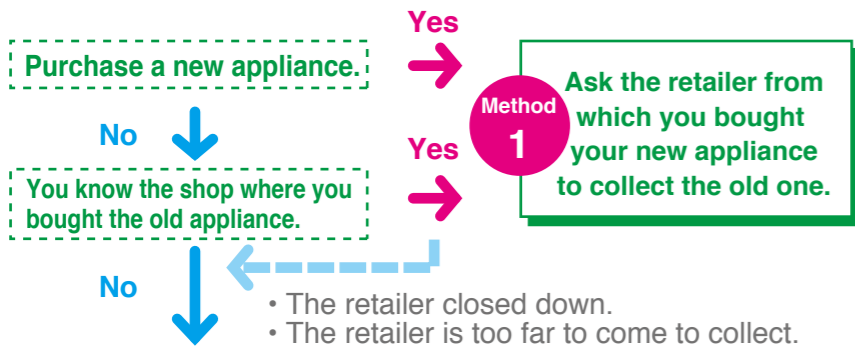 Yes
Purchase a new appliance.
No
Yes
You know the shop where you
bought the old appliance.
Method
1
Ask the retailer from
which you bought
your new appliance
to collect the old one.
No
• The retailer closed down.
• The retailer is too far to come to collect.